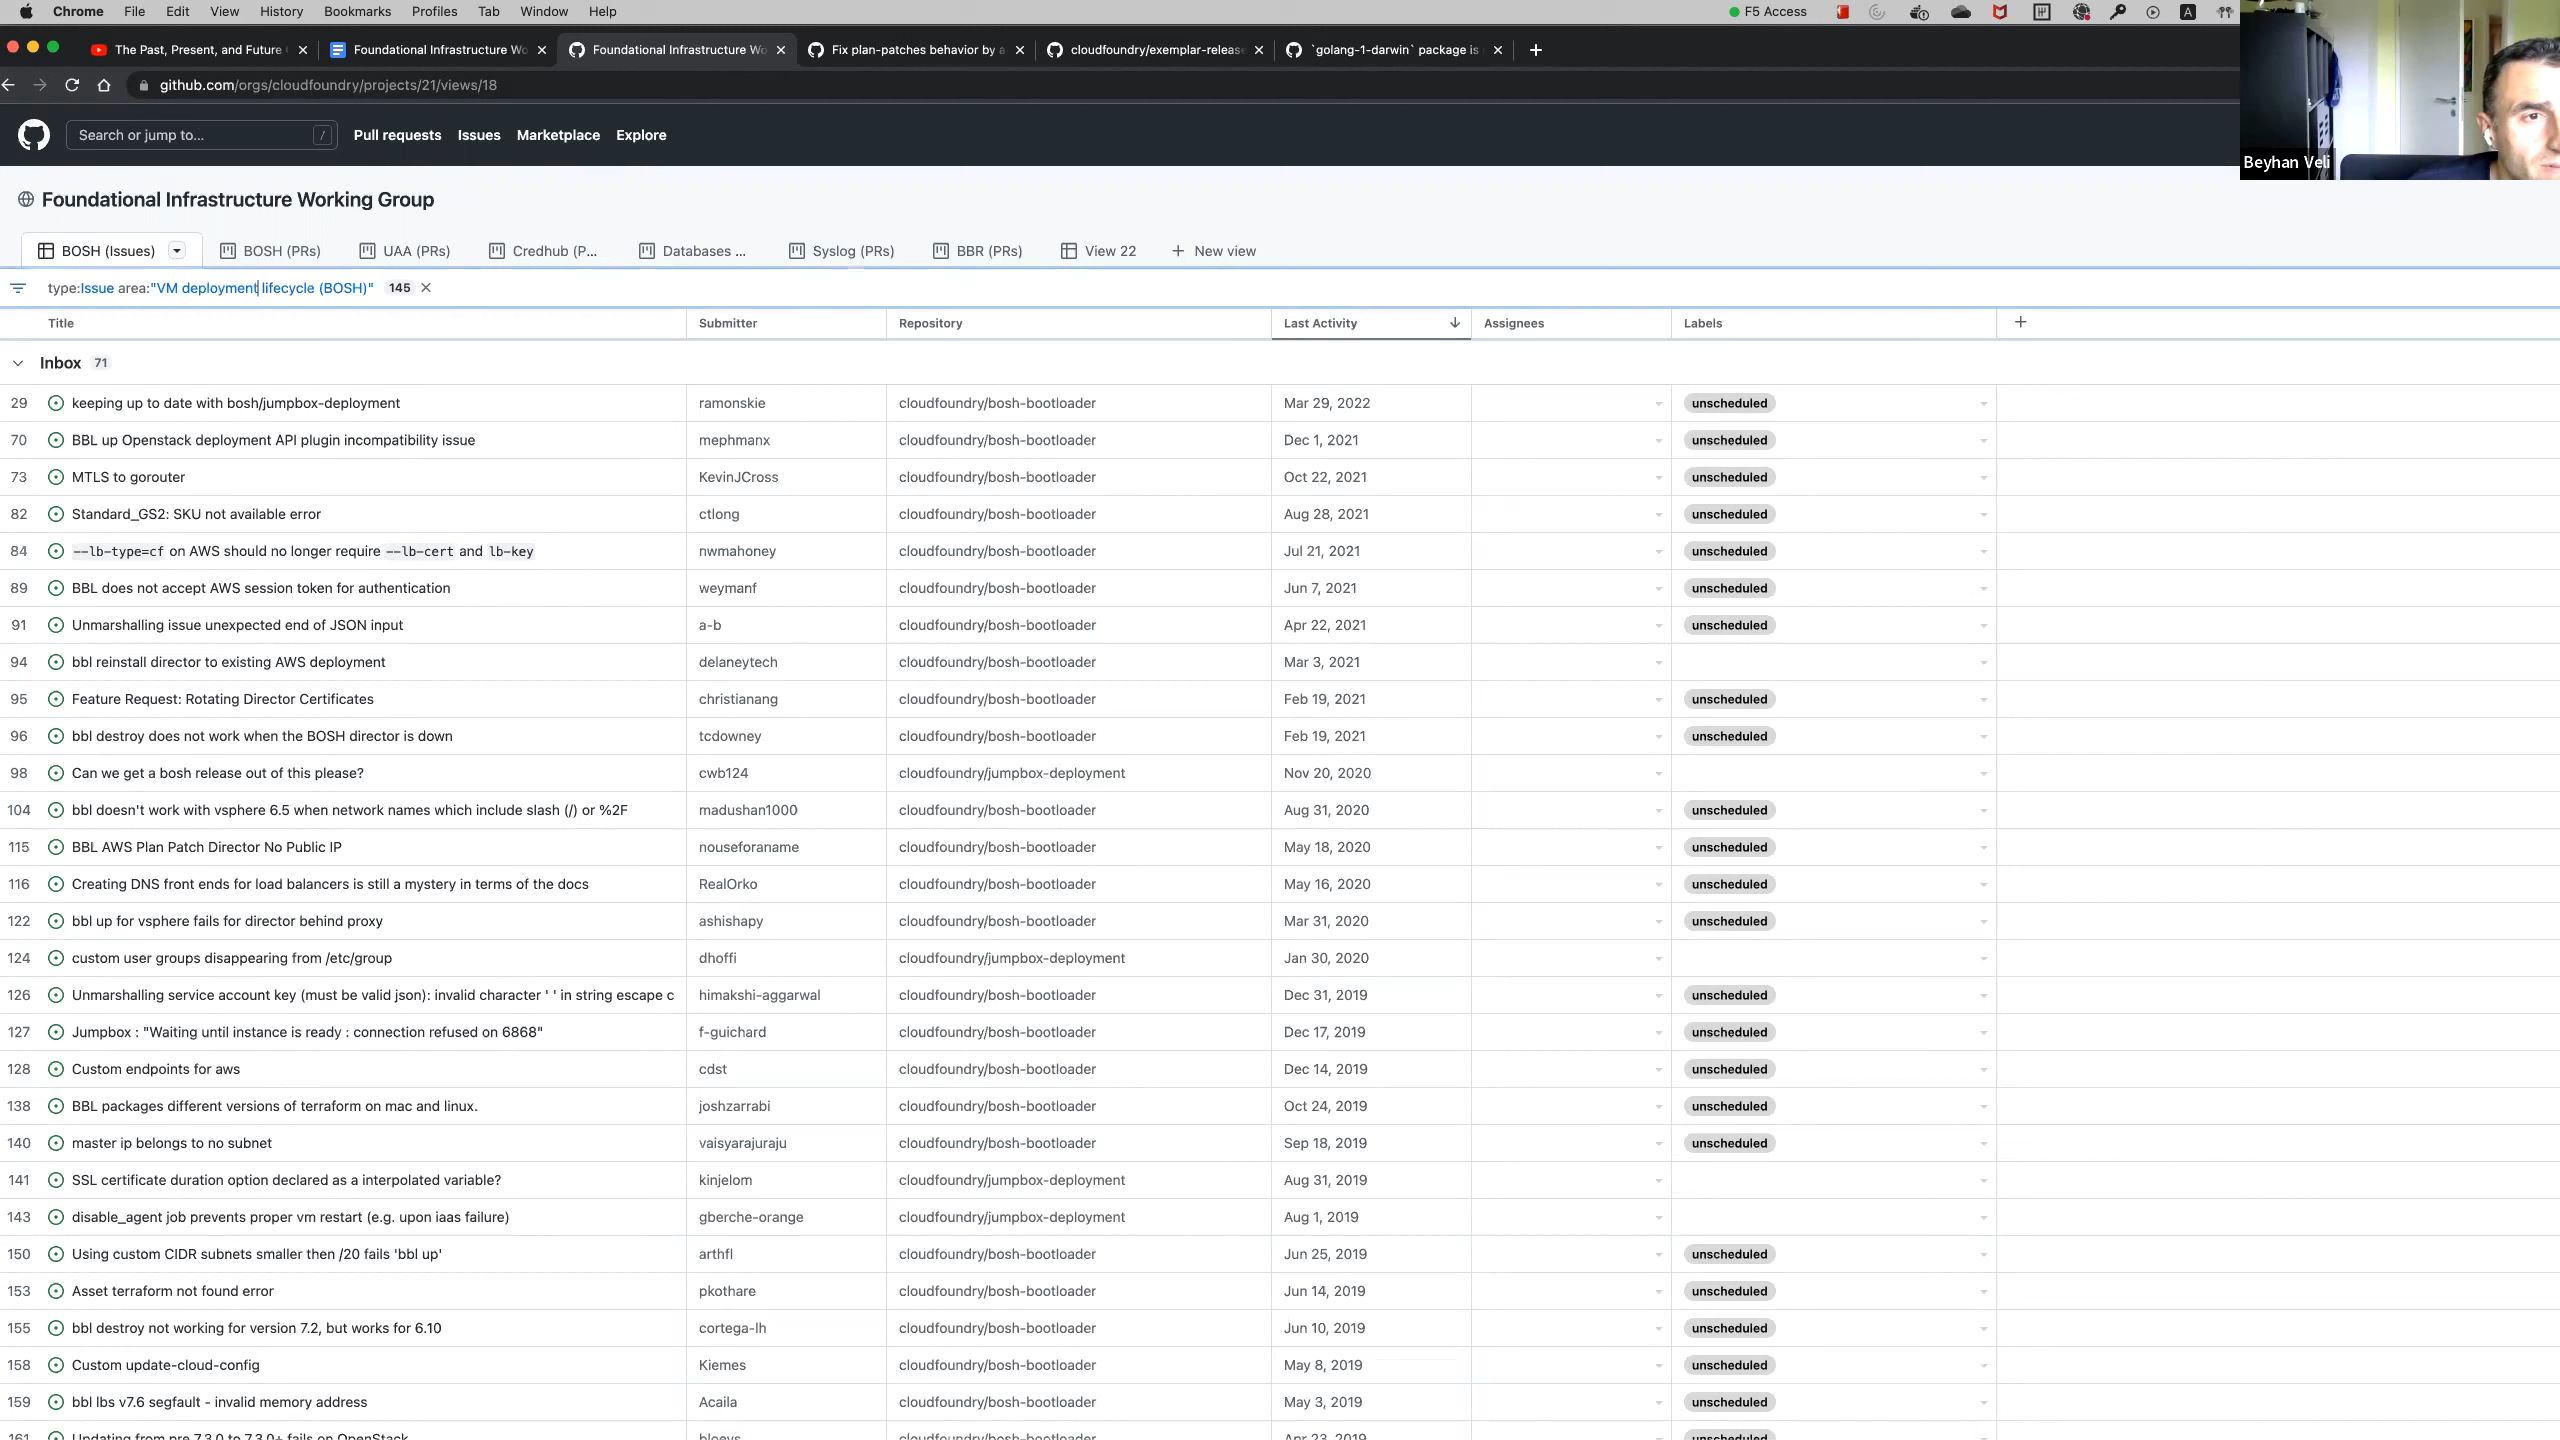 Chrome File Edit View History Bookmarks Profiles Tab Window Help F5 Access A
The Past, Present, and Future Foundational Infrastructure Wo Foundational Infrastructure Wo Fix plan-patches behavior by a cloudfoundry/exemplar-release `golang-1-darwin` package is
github.com/orgs/cloudfoundry/projects/21/views/18
Search or jump to... / Pull requests Issues Marketplace Explore
Beyhan Veli
Foundational Infrastructure Working Group
BOSH (Issues) BOSH (PRs) UAA (PRs) Credhub (P... Databases ... Syslog (PRs) BBR (PRs) View 22 New view
type:Issue area:"VM deployment lifecycle (BOSH)" 145
Title Submitter Repository Last Activity Assignees Labels
Inbox 71
29 keeping up to date with bosh/jumpbox-deployment ramonskie cloudfoundry/bosh-bootloader Mar 29, 2022 unscheduled
70 BBL up Openstack deployment API plugin incompatibility issue mephmanx cloudfoundry/bosh-bootloader Dec 1, 2021 unscheduled
73 MTLS to gorouter KevinJCross cloudfoundry/bosh-bootloader Oct 22, 2021 unscheduled
82 Standard_GS2: SKU not available error ctlong cloudfoundry/bosh-bootloader Aug 28, 2021 unscheduled
84 --lb-type=cf on AWS should no longer require --lb-cert and lb-key nwmahoney cloudfoundry/bosh-bootloader Jul 21, 2021 unscheduled
89 BBL does not accept AWS session token for authentication weymanf cloudfoundry/bosh-bootloader Jun 7, 2021 unscheduled
91 Unmarshalling issue unexpected end of JSON input a-b cloudfoundry/bosh-bootloader Apr 22, 2021 unscheduled
94 bbl reinstall director to existing AWS deployment delaneytech cloudfoundry/bosh-bootloader Mar 3, 2021
95 Feature Request: Rotating Director Certificates christianang cloudfoundry/bosh-bootloader Feb 19, 2021 unscheduled
96 bbl destroy does not work when the BOSH director is down tcdowney cloudfoundry/bosh-bootloader Feb 19, 2021 unscheduled
98 Can we get a bosh release out of this please? cwb124 cloudfoundry/jumpbox-deployment Nov 20, 2020
104 bbl doesn't work with vsphere 6.5 when network names which include slash (/) or %2F madushan1000 cloudfoundry/bosh-bootloader Aug 31, 2020 unscheduled
115 BBL AWS Plan Patch Director No Public IP nouseforaname cloudfoundry/bosh-bootloader May 18, 2020 unscheduled
116 Creating DNS front ends for load balancers is still a mystery in terms of the docs RealOrko cloudfoundry/bosh-bootloader May 16, 2020 unscheduled
122 bbl up for vsphere fails for director behind proxy ashishapy cloudfoundry/bosh-bootloader Mar 31, 2020 unscheduled
124 custom user groups disappearing from /etc/group dhoffi cloudfoundry/jumpbox-deployment Jan 30, 2020
126 Unmarshalling service account key (must be valid json): invalid character ' ' in string escape c himakshi-aggarwal cloudfoundry/bosh-bootloader Dec 31, 2019 unscheduled
127 Jumpbox : "Waiting until instance is ready : connection refused on 6868" f-guichard cloudfoundry/bosh-bootloader Dec 17, 2019 unscheduled
128 Custom endpoints for aws cdst cloudfoundry/bosh-bootloader Dec 14, 2019 unscheduled
138 BBL packages different versions of terraform on mac and linux. joshzarrabi cloudfoundry/bosh-bootloader Oct 24, 2019 unscheduled
140 master ip belongs to no subnet vaisyarajuraju cloudfoundry/bosh-bootloader Sep 18, 2019 unscheduled
141 SSL certificate duration option declared as a interpolated variable? kinjelom cloudfoundry/jumpbox-deployment Aug 31, 2019
143 disable_agent job prevents proper vm restart (e.g. upon iaas failure) gberche-orange cloudfoundry/jumpbox-deployment Aug 1, 2019
150 Using custom CIDR subnets smaller then /20 fails 'bbl up' arthfl cloudfoundry/bosh-bootloader Jun 25, 2019 unscheduled
153 Asset terraform not found error pkothare cloudfoundry/bosh-bootloader Jun 14, 2019 unscheduled
155 bbl destroy not working for version 7.2, but works for 6.10 cortega-lh cloudfoundry/bosh-bootloader Jun 10, 2019 unscheduled
158 Custom update-cloud-config Kiemes cloudfoundry/bosh-bootloader May 8, 2019 unscheduled
159 bbl lbs v7.6 segfault - invalid memory address Acaila cloudfoundry/bosh-bootloader May 3, 2019 unscheduled
161 Updating from pre 7.3.0 to 7.3.0+ fails on OpenStack cloudfoundry/bosh-bootloader Apr 23, 2019 unscheduled